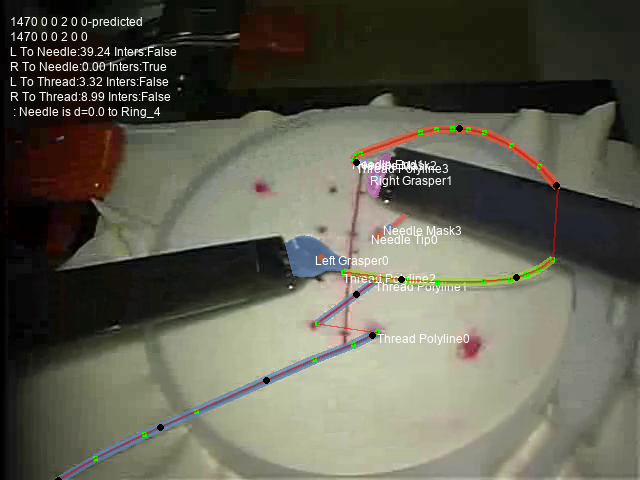 1470 0 0 2 0 0-predicted
1470 0 0 2 0 0
L To Needle:39.24 Inters:False
R To Needle:0.00 Inters:True
L To Thread:3.32 Inters:False
R To Thread:8.99 Inters:False
: Needle is d=0.0 to Ring_4
Thread Polyline3
Right Grasper1
Needle Mask3
Needle Tip0
Left Grasper0
Thread Polyline2
Thread Polyline1
Thread Polyline0